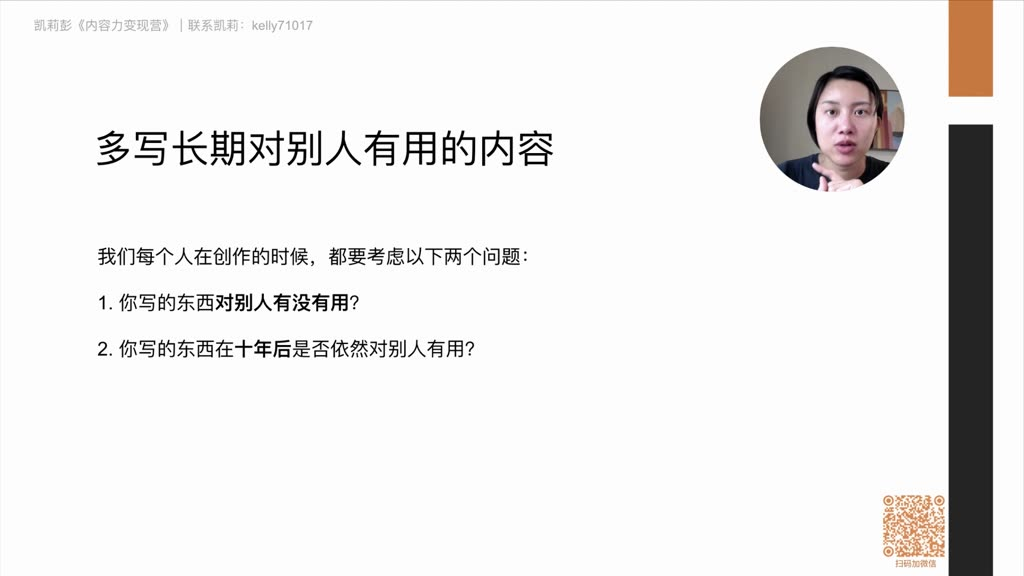 凯莉彭《内容力变现营》｜联系凯莉：kelly71017
多写长期对别人有用的内容
我们每个人在创作的时候，都要考虑以下两个问题：
1. 你写的东西对别人有没有用？
2. 你写的东西在十年后是否依然对别人有用？
扫码加微信